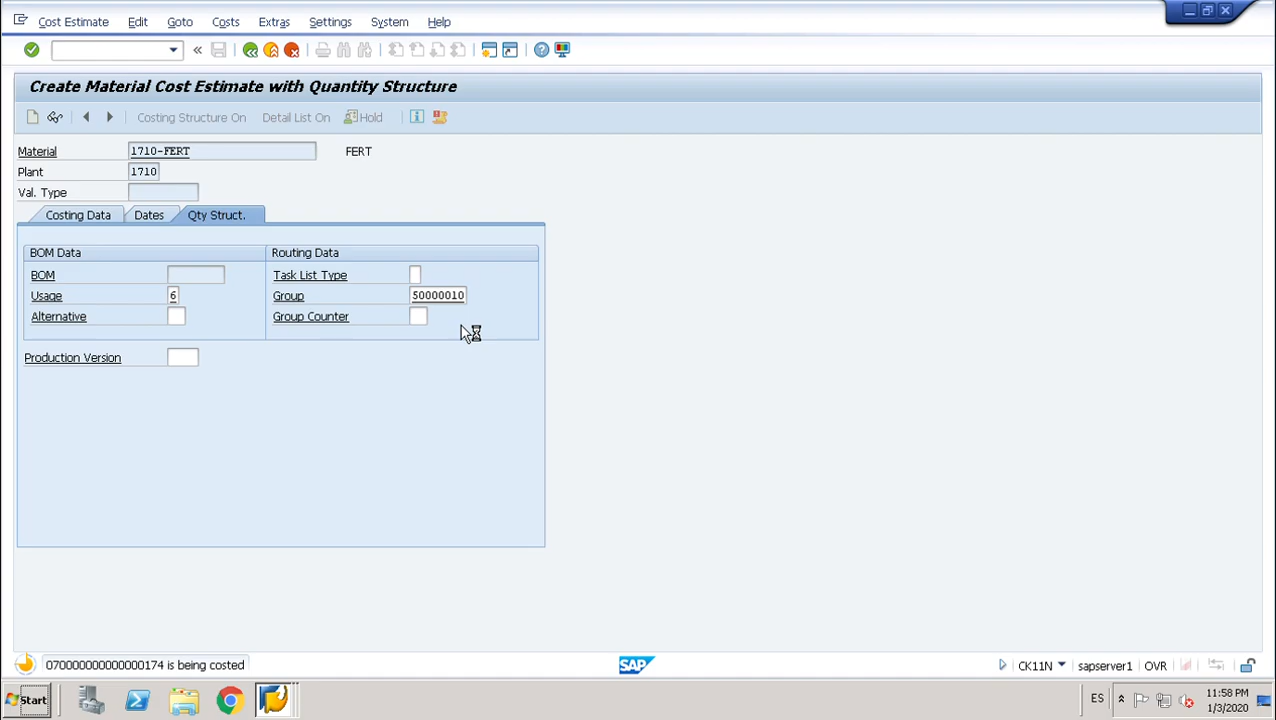 Cost Estimate Edit Goto Costs Extras Settings System Help
Create Material Cost Estimate with Quantity Structure
Costing Structure On Detail List On Hold
Material 1710-FERT FERT
Plant 1710
Val. Type
Costing Data Dates Qty Struct.
BOM Data Routing Data
BOM Task List Type
Usage 6 Group 50000010
Alternative Group Counter
Production Version
070000000000000174 is being costed SAP CK11N sapserver1 OVR
Start ES 11:58 PM
1/3/2020